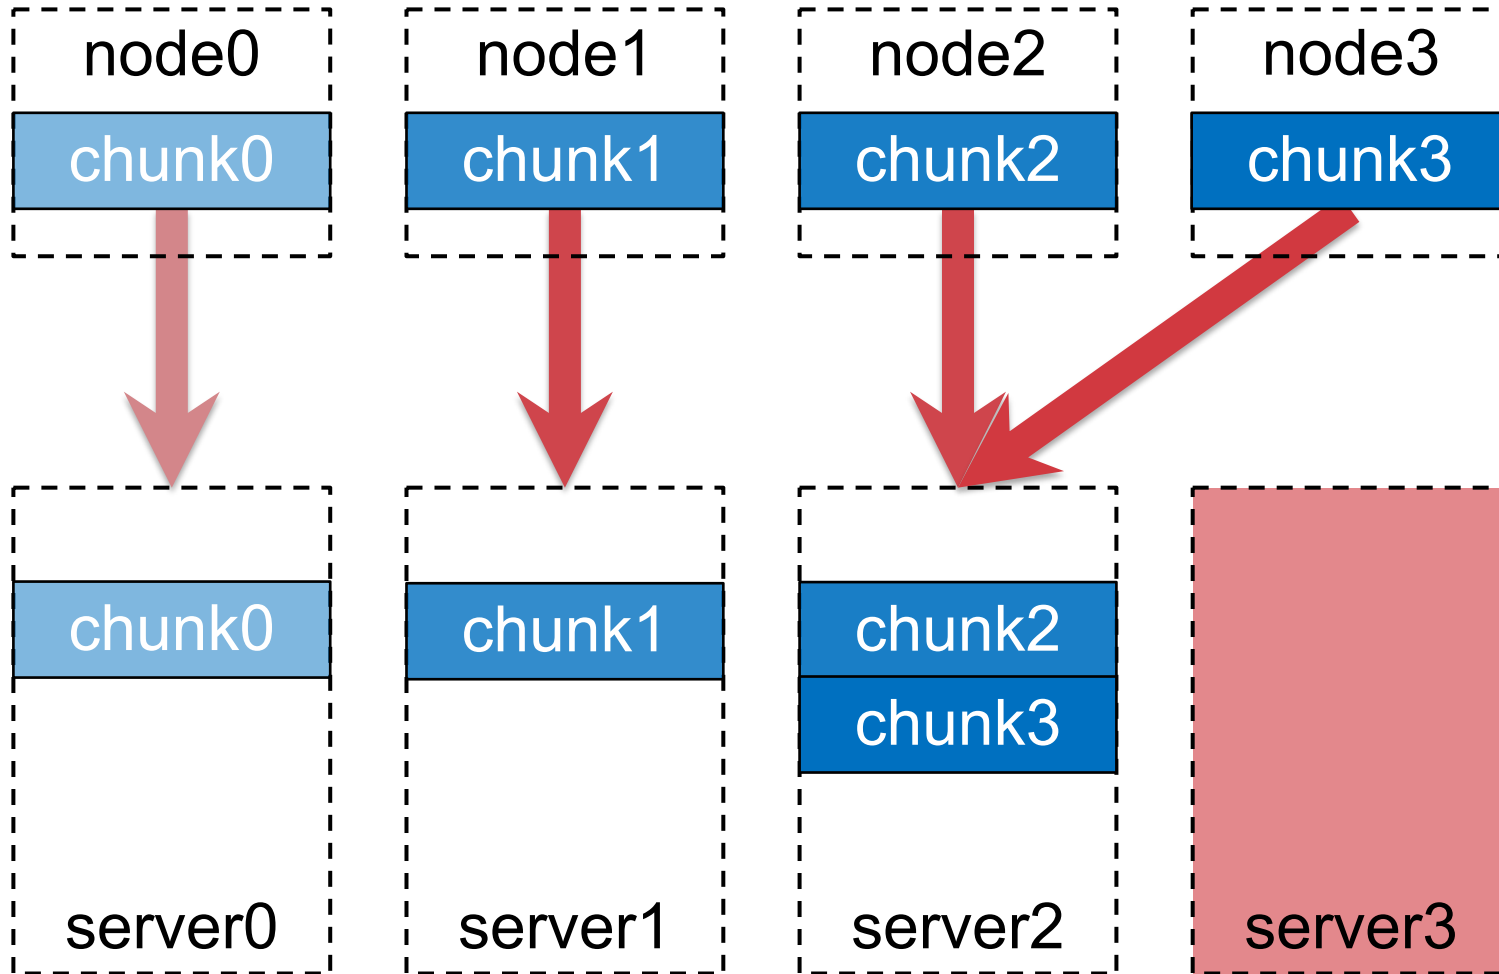 node0
node1
node2
node3
chunk0
chunk1
chunk2
chunk3
chunk0
chunk1
chunk2
chunk3
server0
server1
server2
server3